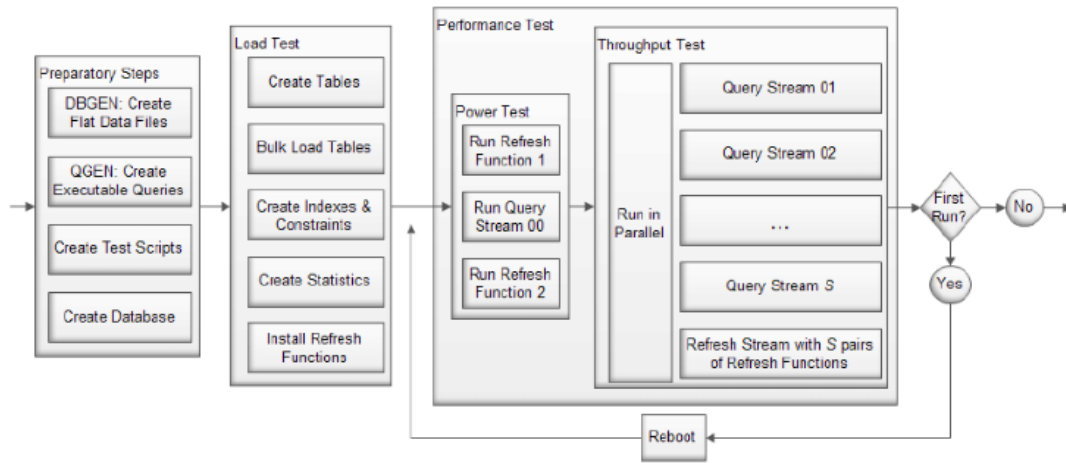 Preparatory Steps
DBGEN: Create
Flat Data Files
QGEN: Create
Executable Queries
Create Test Scripts
Create Database
Load Test
Create Tables
Bulk Load Tables
Create Indexes &
Constraints
Create Statistics
Install Refresh
Functions
Performance Test
Power Test
Run Refresh
Function 1
Run Query
Stream 00
Run Refresh
Function 2
Throughput Test
Run in
Parallel
Query Stream 01
Query Stream 02
...
Query Stream S
Refresh Stream with S pairs
of Refresh Functions
First
Run?
No
Yes
Reboot